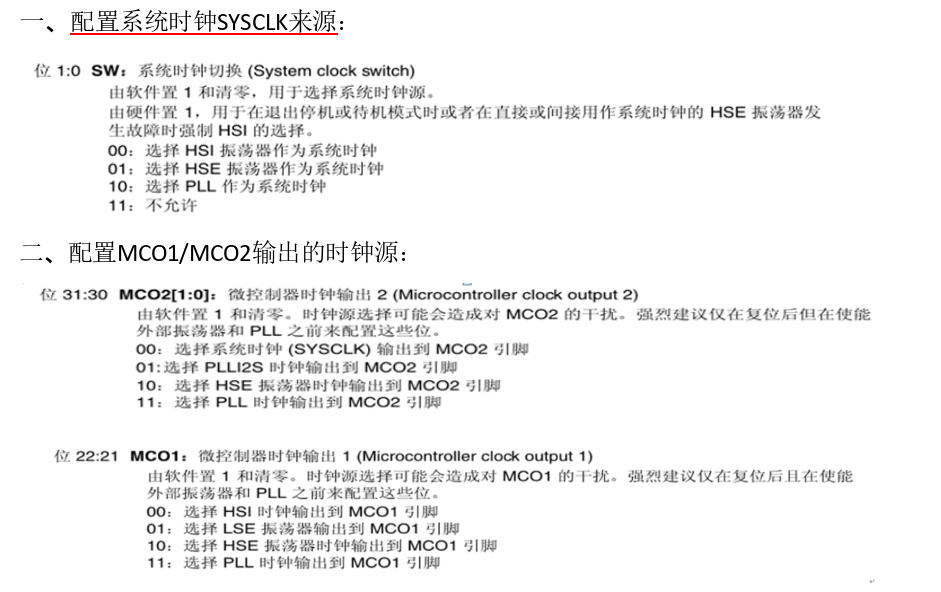 一、配置系统时钟SYSCLK来源：
位 1:0 SW：系统时钟切换 (System clock switch)
由软件置 1 和清零，用于选择系统时钟源。
由硬件置 1，用于在退出停机或待机模式时或者在直接或间接用作系统时钟的 HSE 振荡器发
生故障时强制 HSI 的选择。
00：选择 HSI 振荡器作为系统时钟
01：选择 HSE 振荡器作为系统时钟
10：选择 PLL 作为系统时钟
11：不允许
二、配置MCO1/MCO2输出的时钟源：
位 31:30 MCO2[1:0]：微控制器时钟输出 2 (Microcontroller clock output 2)
由软件置 1 和清零。时钟源选择可能会造成对 MCO2 的干扰。强烈建议仅在复位后但在使能
外部振荡器和 PLL 之前来配置这些位。
00：选择系统时钟 (SYSCLK) 输出到 MCO2 引脚
01:选择 PLLI2S 时钟输出到 MCO2 引脚
10：选择 HSE 振荡器时钟输出到 MCO2 引脚
11：选择 PLL 时钟输出到 MCO2 引脚
位 22:21 MCO1：微控制器时钟输出 1 (Microcontroller clock output 1)
由软件置 1 和清零。时钟源选择可能会造成对 MCO1 的干扰。强烈建议仅在复位后且在使能
外部振荡器和 PLL 之前来配置这些位。
00：选择 HSI 时钟输出到 MCO1 引脚
01：选择 LSE 振荡器输出到 MCO1 引脚
10：选择 HSE 振荡器时钟输出到 MCO1 引脚
11：选择 PLL 时钟输出到 MCO1 引脚